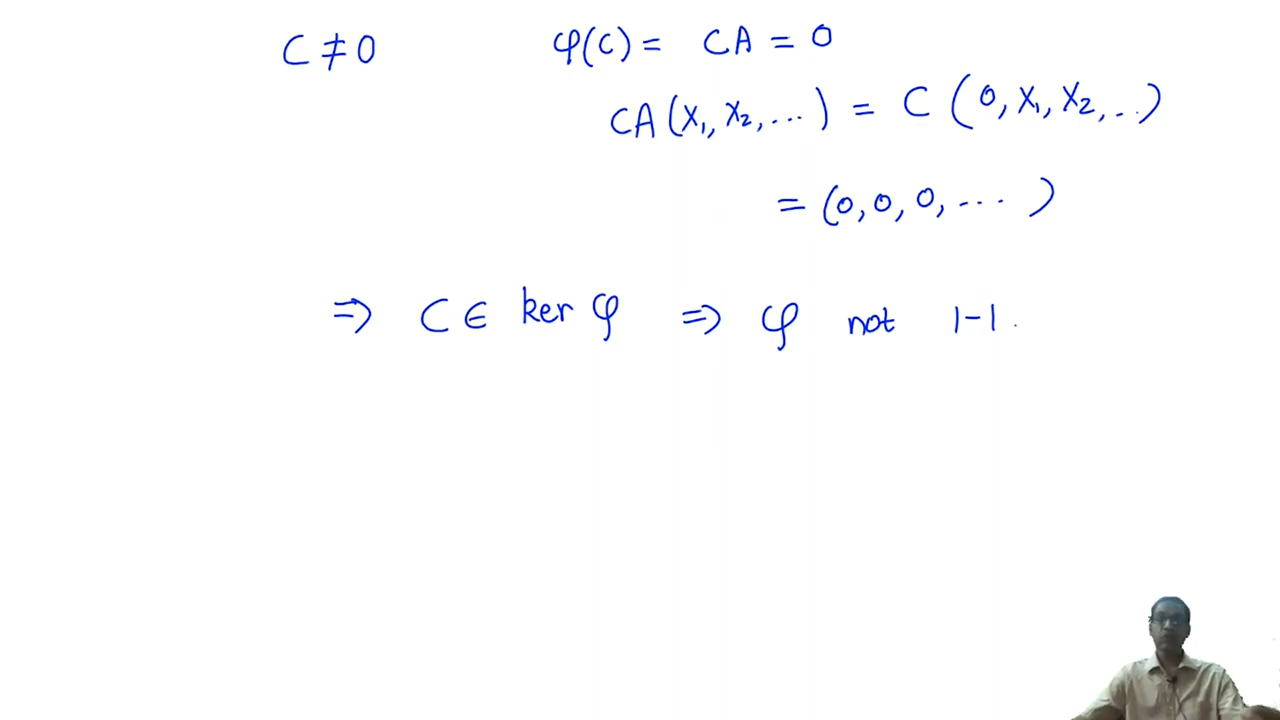 C ≠ 0 φ(C) = CA = 0
CA(x₁, x₂, ...) = C(0, x₁, x₂, ..)
= (0, 0, 0, ... )
⇒ C ∈ ker φ ⇒ φ not 1-1.